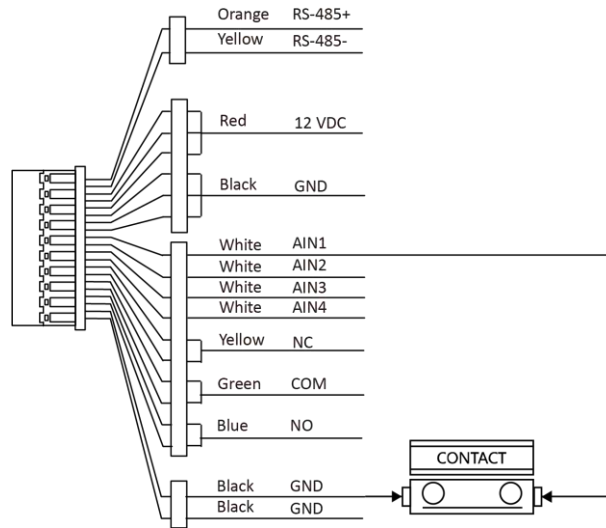 Orange RS-485+
Yellow RS-485-
Red 12 VDC
Black GND
White AIN1
White AIN2
White AIN3
White AIN4
Yellow NC
Green COM
Blue NO
CONTACT
Black GND
Black GND